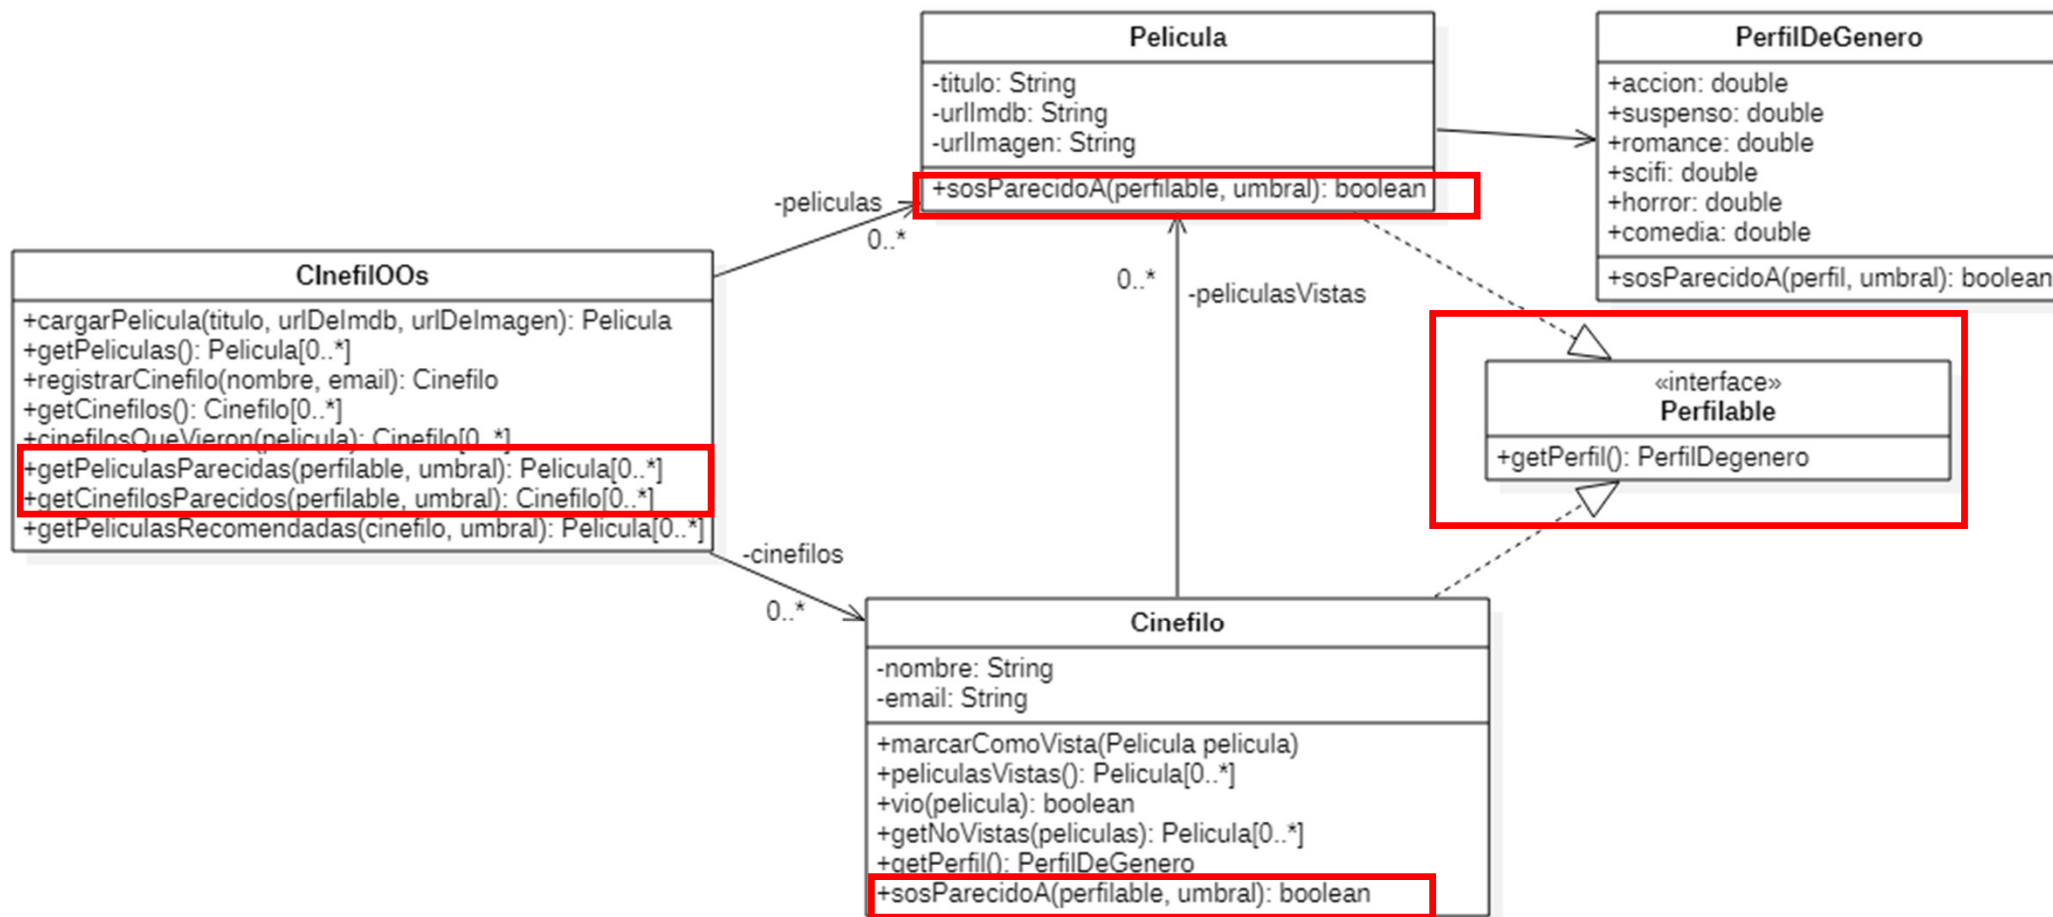 Pelicula
-titulo: String
-urlImdb: String
-urlImagen: String
+sosParecidoA(perfilable, umbral): boolean
PerfilDeGenero
+accion: double
+suspenso: double
+romance: double
+scifi: double
+horror: double
+comedia: double
+sosParecidoA(perfil, umbral): boolean
-peliculas
0..*
CInefilOOs
+cargarPelicula(titulo, urlDeImdb, urlDeImagen): Pelicula
+getPeliculas(): Pelicula[0..*]
+registrarCinefilo(nombre, email): Cinefilo
+getCinefilos(): Cinefilo[0..*]
+cinefilosQueVieron(pelicula): Cinefilo[0..*]
+getPeliculasParecidas(perfilable, umbral): Pelicula[0..*]
+getCinefilosParecidos(perfilable, umbral): Cinefilo[0..*]
+getPeliculasRecomendadas(cinefilo, umbral): Pelicula[0..*]
0..*
-peliculasVistas
«interface»
Perfilable
+getPerfil(): PerfilDegenero
-cinefilos
0..*
Cinefilo
-nombre: String
-email: String
+marcarComoVista(Pelicula pelicula)
+peliculasVistas(): Pelicula[0..*]
+vio(pelicula): boolean
+getNoVistas(peliculas): Pelicula[0..*]
+getPerfil(): PerfilDeGenero
+sosParecidoA(perfilable, umbral): boolean